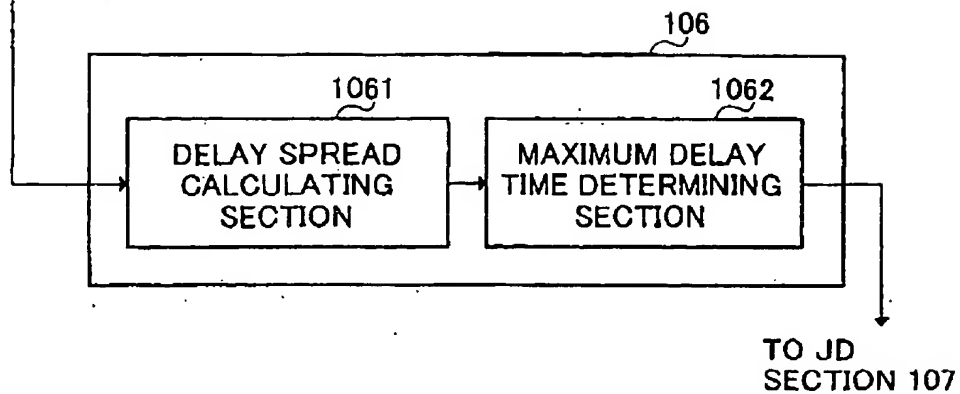 106
1061
1062
DELAY SPREAD
CALCULATING
SECTION
MAXIMUM DELAY
TIME DETERMINING
SECTION
TO JD
SECTION 107